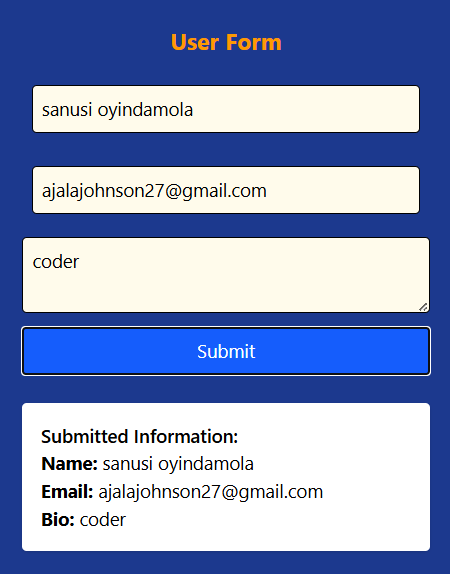 User Form
sanusi oyindamola
ajalajohnson27@gmail.com
coder
Submit
Submitted Information:
Name: sanusi oyindamola
Email: ajalajohnson27@gmail.com
Bio: coder